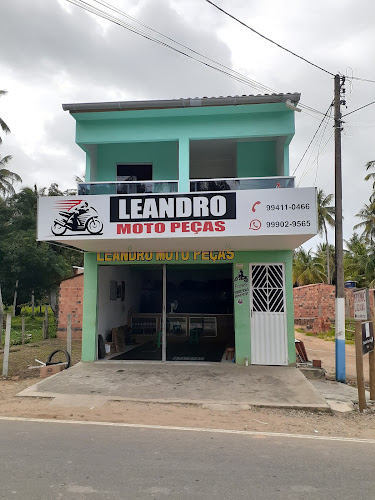 LEANDRO
MOTO PEÇAS
99411-0466
99902-9565
LEANDRO MOTO PEÇAS